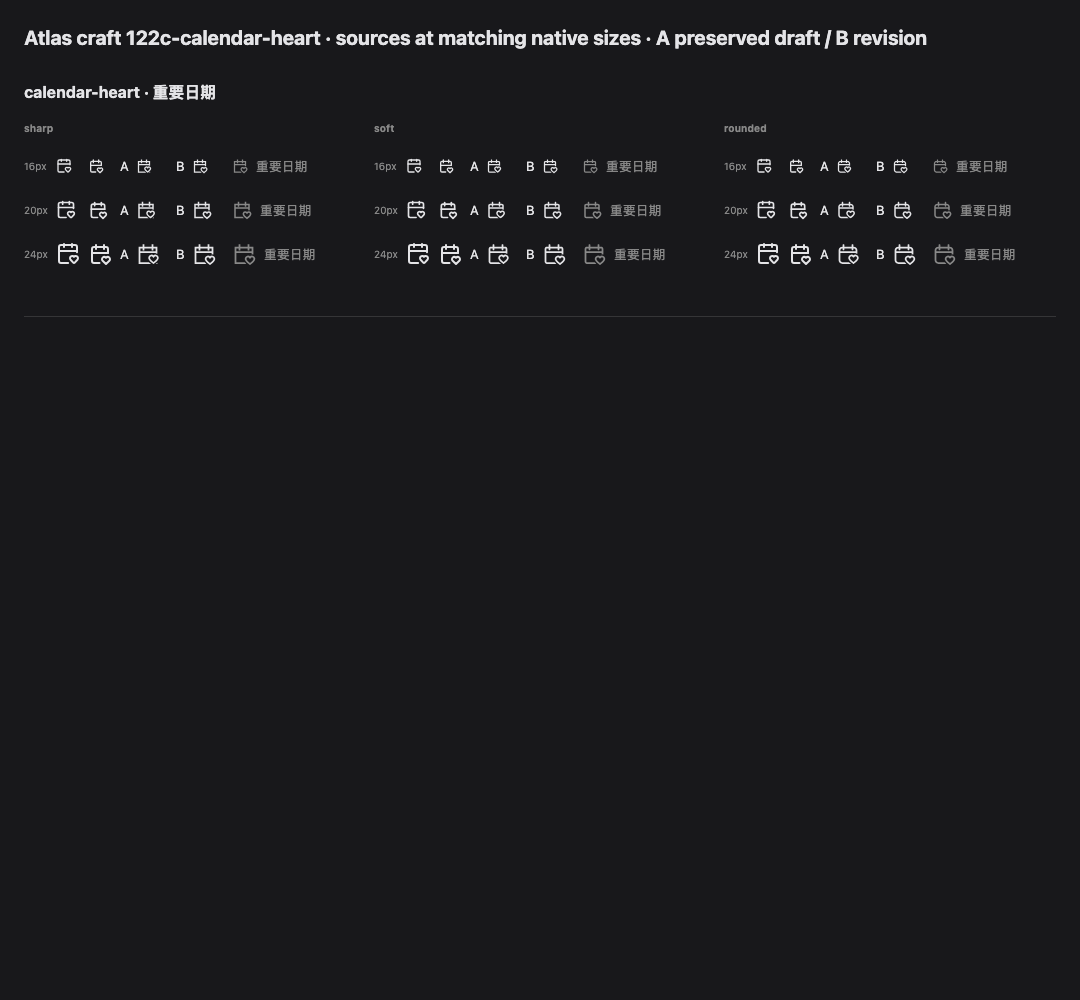 Atlas craft 122c-calendar-heart · sources at matching native sizes · A preserved draft / B revision
calendar-heart · 重要日期
sharp soft rounded
16px A B 重要日期 16px A B 重要日期 16px A B 重要日期
20px A B 重要日期 20px A B 重要日期 20px A B 重要日期
24px A B 重要日期 24px A B 重要日期 24px A B 重要日期